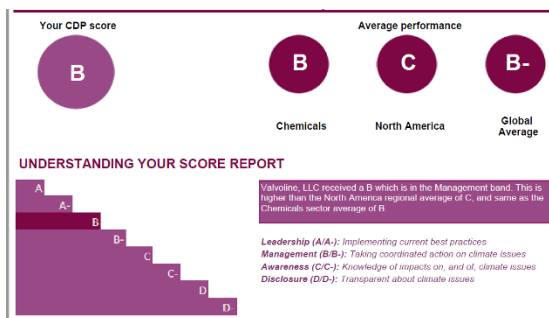 Your CDP score
Average performance
B
B
C
B-
Chemicals
North America
Global
Average
UNDERSTANDING YOUR SCORE REPORT
A
A-
B
B-
C
C-
D
D-
Valvoline, LLC received a B which is in the Management band. This is
higher than the North America regional average of C, and same as the
Chemicals sector average of B.
Leadership (A/A-): Implementing current best practices
Management (B/B-): Taking coordinated action on climate issues
Awareness (C/C-): Knowledge of impacts on, and of, climate issues
Disclosure (D/D-): Transparent about climate issues